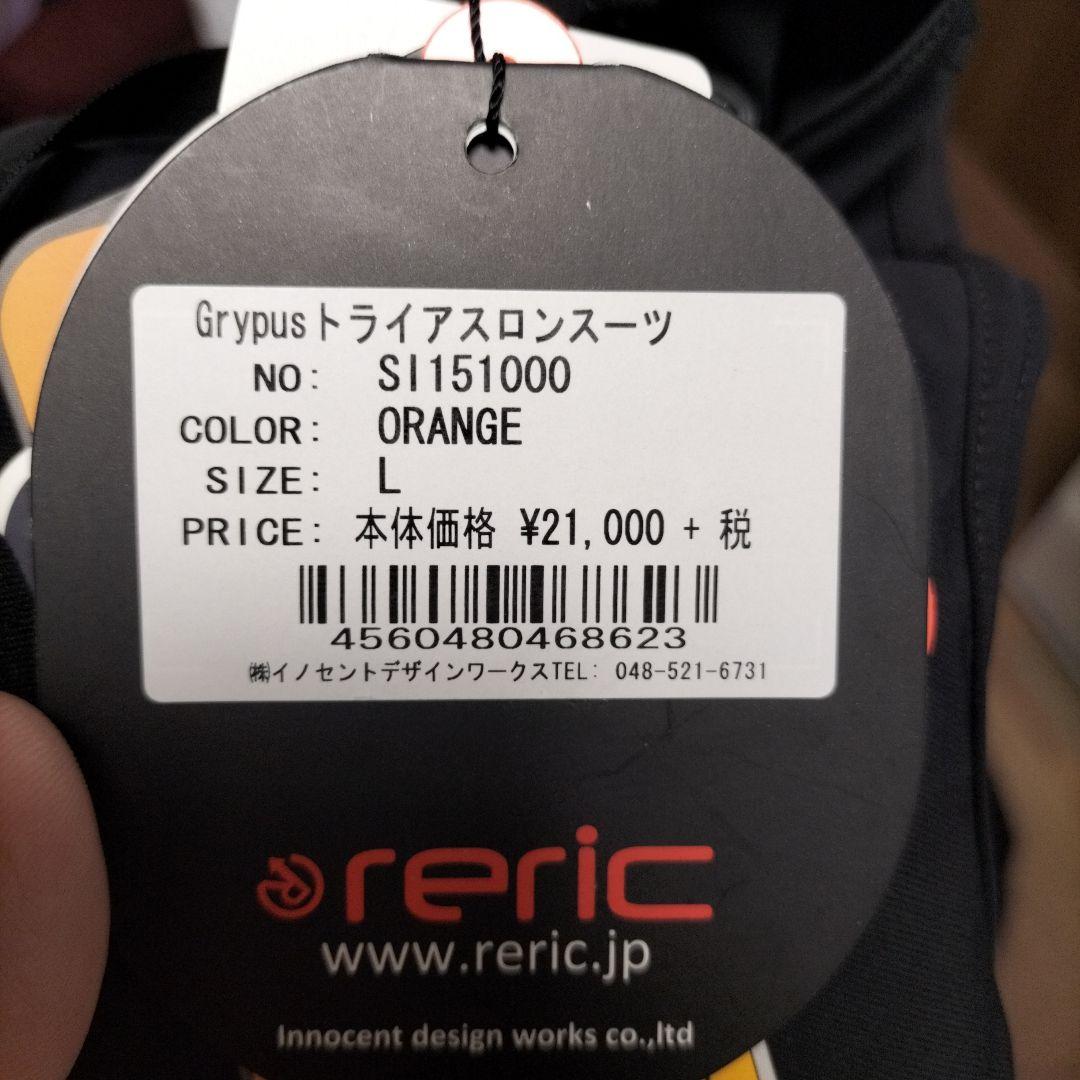 Grypusトライアスロンスーツ
NO: SI151000
COLOR: ORANGE
SIZE: L
PRICE: 本体価格 ¥21,000 + 税
4560480468623
㈱イノセントデザインワークスTEL: 048-521-6731
reric
www.reric.jp
Innocent design works co.,ltd